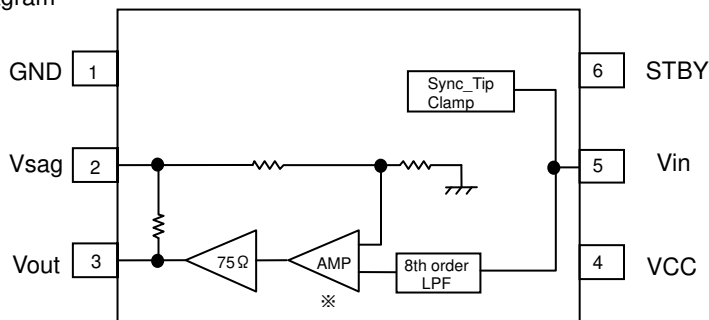 gram
GND 1
6 STBY
Sync_Tip
Clamp
Vsag 2
5 Vin
Vout 3
75Ω
AMP
8th order
LPF
4 VCC
※